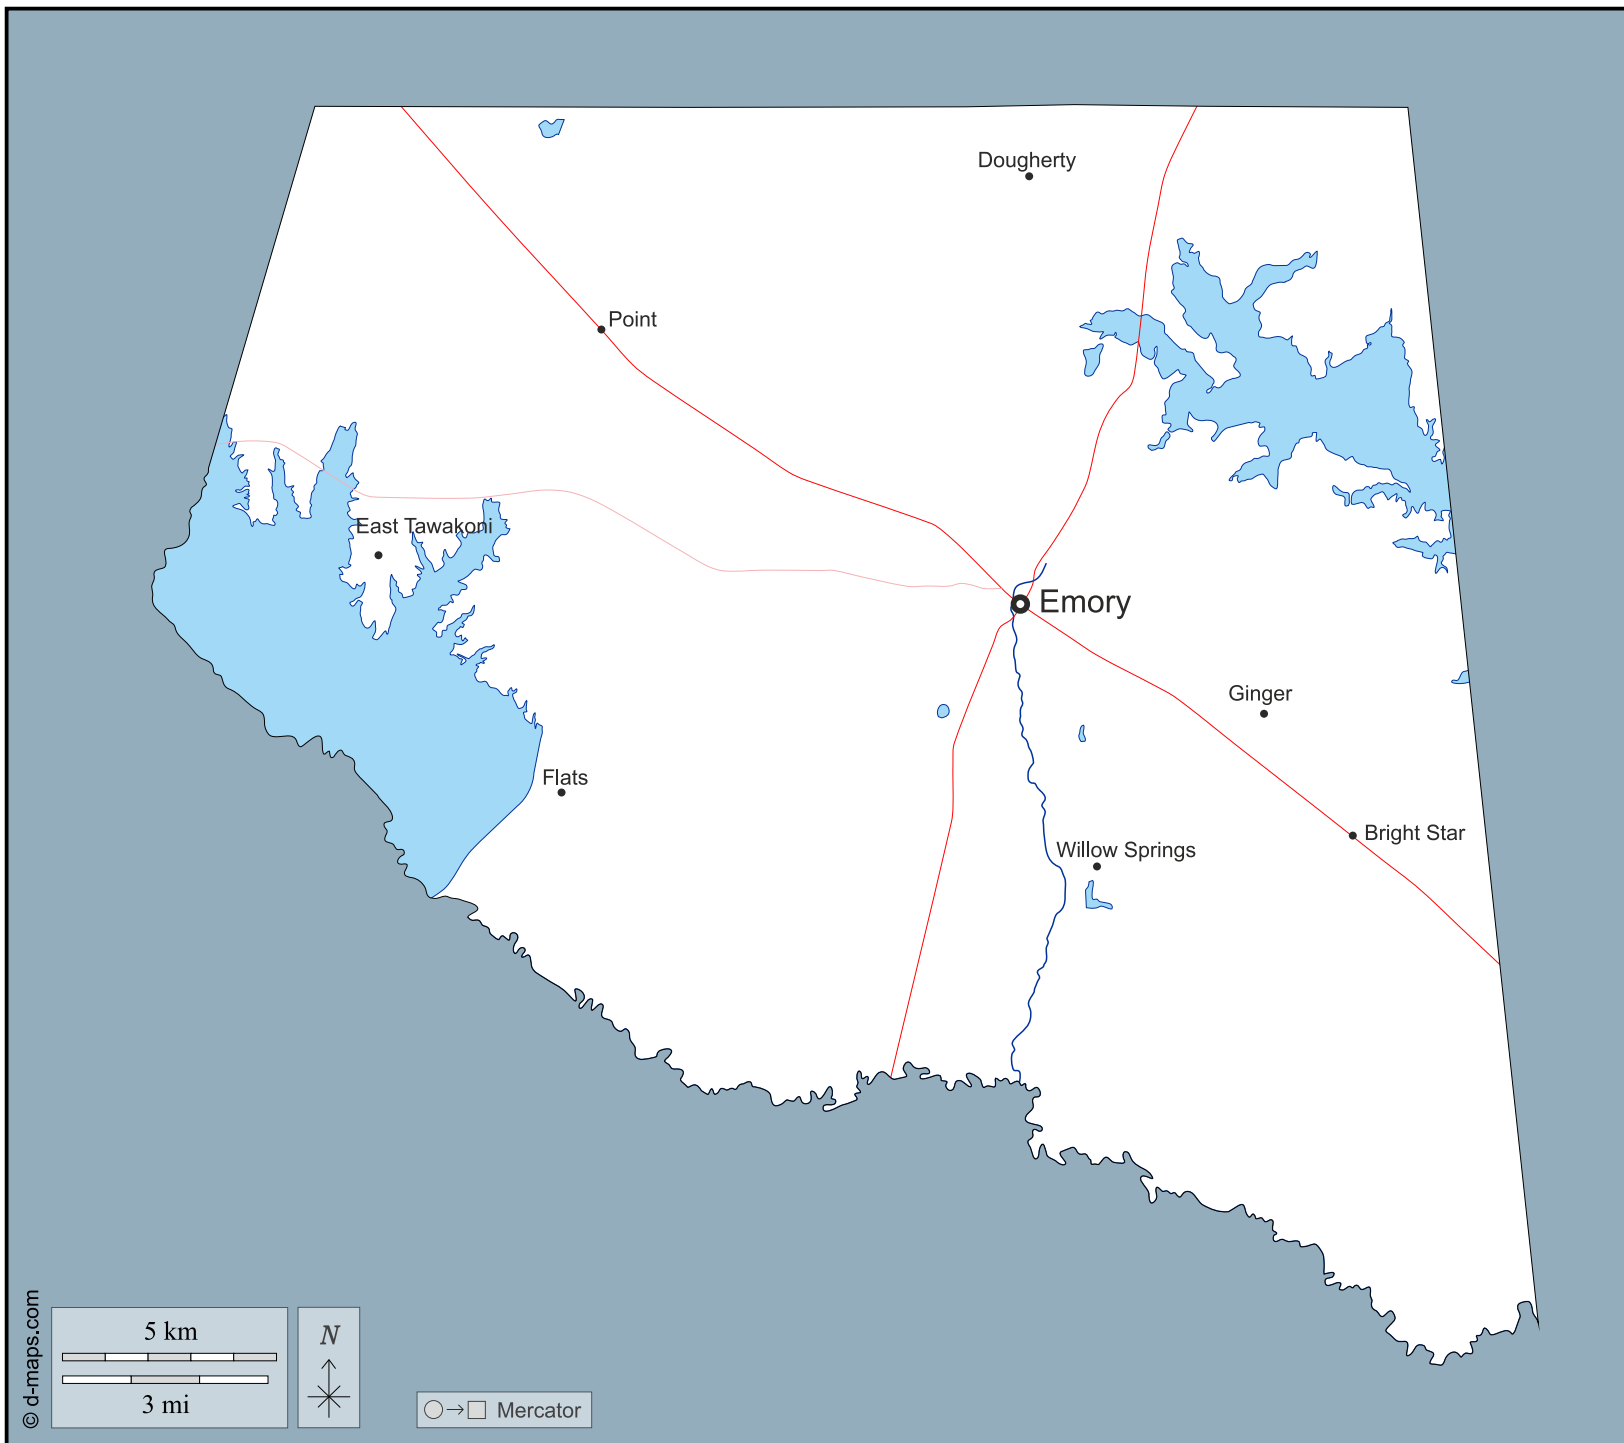 Dougherty
Point
East Tawakoni
Emory
Ginger
Flats
Bright Star
Willow Springs
5 km
3 mi
N
Mercator
© d-maps.com